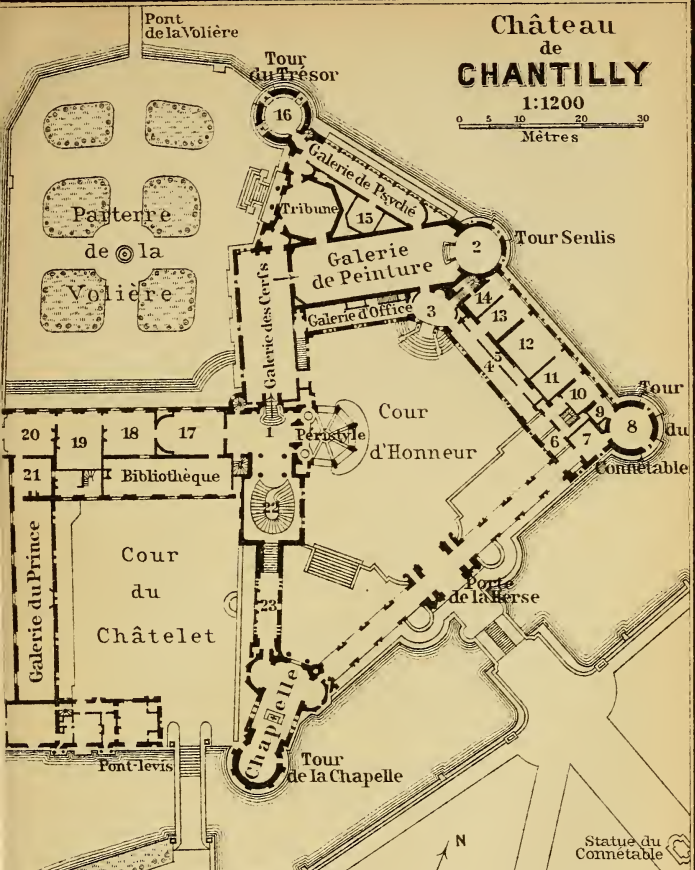 Pont
de la Volière
Château
de
CHANTILLY
1:1200
0 5 10 20 30
Mètres
Tour
du Trésor
16
Galerie de Psyché
Tribune
15
Parterre
de la
Volière
Galerie
de Peinture
2
Tour Senlis
Galerie des Cerfs
Galerie d'Office
3
14
13
12
11
10
9
5
4
8
Tour
du
Connétable
7
6
20
19
18
17
1
Péristyle
Cour
d'Honneur
21
Bibliothèque
22
Galerie du Prince
Cour
du
Châtelet
23
Porte
de la Herse
Chapelle
Pont-levis
Tour
de la Chapelle
N
Statue du
Connétable